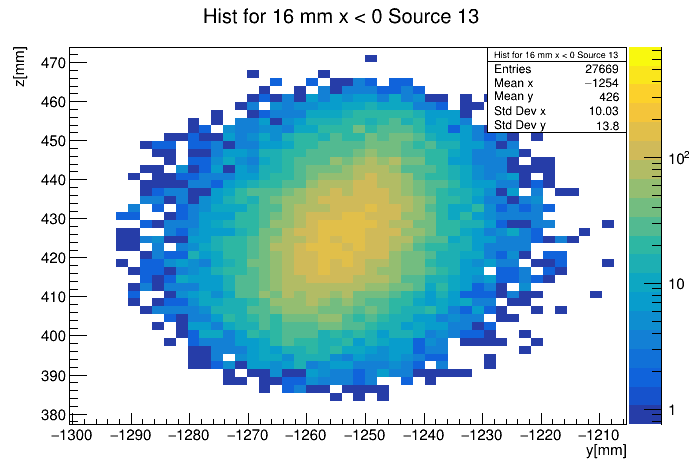 Hist for 16 mm x < 0 Source 13
z[mm]
Hist for 16 mm x < 0 Source 13
Entries 27669
Mean x −1254
Mean y 426
Std Dev x 10.03
Std Dev y 13.8
470
460
450
440
430
420
410
400
390
380
10²
10
1
−1300 −1290 −1280 −1270 −1260 −1250 −1240 −1230 −1220 −1210
y[mm]